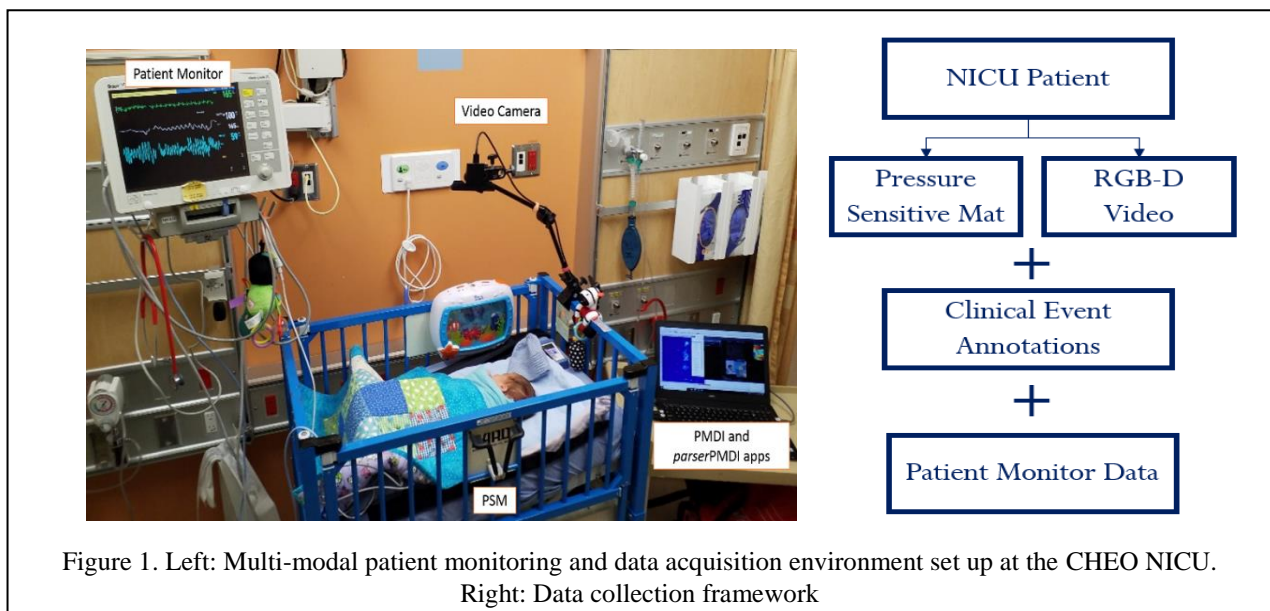 Patient Monitor
Video Camera
PMDI and
parserPMDI apps
PSM
NICU Patient
Pressure
Sensitive Mat
RGB-D
Video
+
Clinical Event
Annotations
+
Patient Monitor Data
Figure 1. Left: Multi-modal patient monitoring and data acquisition environment set up at the CHEO NICU.
Right: Data collection framework